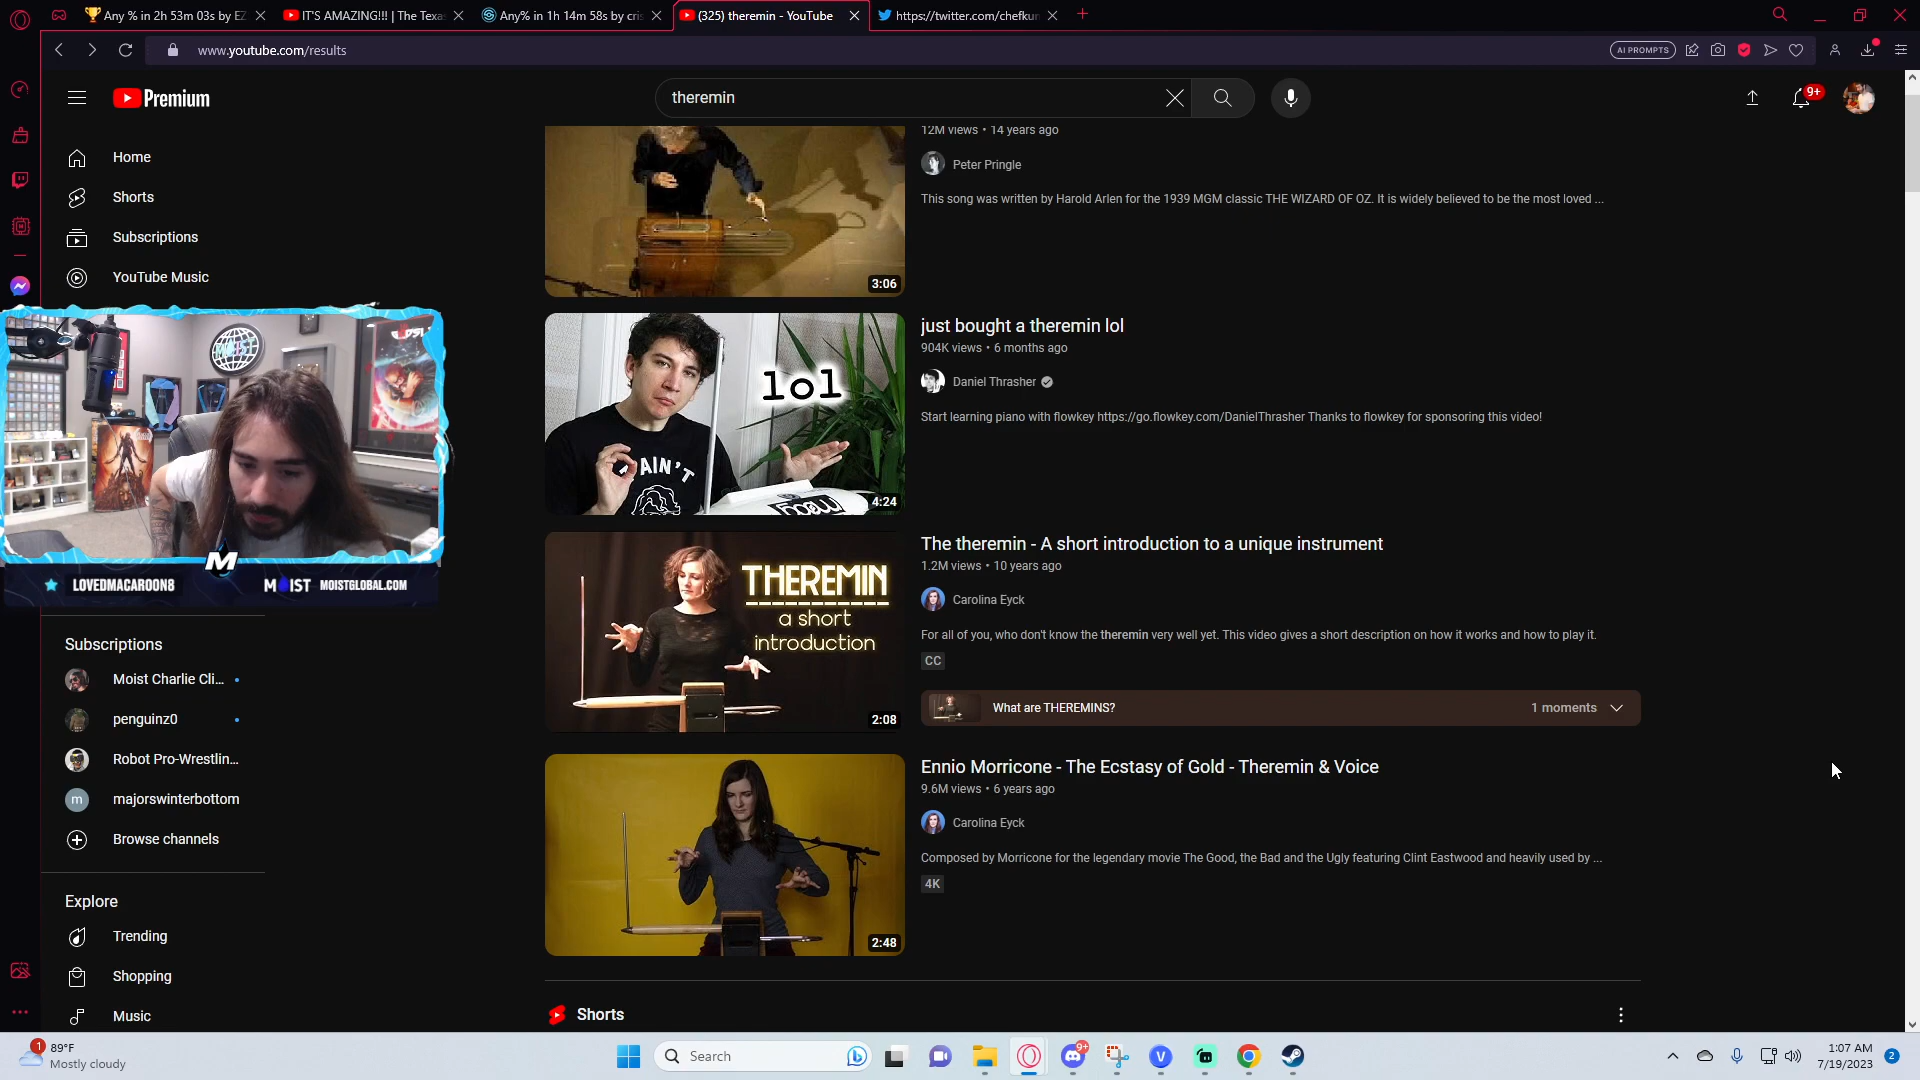 Any % in 2h 53m 03s by EZ
IT'S AMAZING!!! | The Texa
Any% in 1h 14m 58s by cri
(325) theremin - YouTube
https://twitter.com/chefkun
www.youtube.com/results
AI PROMPTS
Premium
theremin
9+
Home
Shorts
Subscriptions
YouTube Music
12M views • 14 years ago
Peter Pringle
This song was written by Harold Arlen for the 1939 MGM classic THE WIZARD OF OZ. It is widely believed to be the most loved ...
3:06
just bought a theremin lol
904K views • 6 months ago
Daniel Thrasher
Start learning piano with flowkey https://go.flowkey.com/DanielThrasher Thanks to flowkey for sponsoring this video!
lol
AIN'T
4:24
M
LOVEDMACAROON8
MOIST
MOISTGLOBAL.COM
The theremin - A short introduction to a unique instrument
1.2M views • 10 years ago
Carolina Eyck
For all of you, who don't know the theremin very well yet. This video gives a short description on how it works and how to play it.
CC
What are THEREMINS?
1 moments
THEREMIN
a short
introduction
2:08
Subscriptions
Moist Charlie Cli...
penguinz0
Robot Pro-Wrestlin...
m
majorswinterbottom
Browse channels
Ennio Morricone - The Ecstasy of Gold - Theremin & Voice
9.6M views • 6 years ago
Carolina Eyck
Composed by Morricone for the legendary movie The Good, the Bad and the Ugly featuring Clint Eastwood and heavily used by ...
4K
2:48
Explore
Trending
Shopping
Music
Shorts
1
89°F
Mostly cloudy
Search
9+
V
1:07 AM
7/19/2023
2